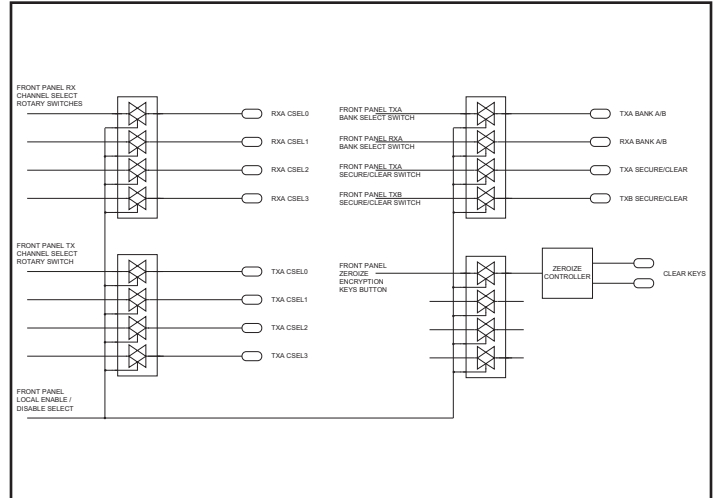 FRONT PANEL RX
CHANNEL SELECT
ROTARY SWITCHES
RXA CSEL0
RXA CSEL1
RXA CSEL2
RXA CSEL3
FRONT PANEL TX
CHANNEL SELECT
ROTARY SWITCH
TXA CSEL0
TXA CSEL1
TXA CSEL2
TXA CSEL3
FRONT PANEL
LOCAL ENABLE /
DISABLE SELECT
FRONT PANEL TXA
BANK SELECT SWITCH
FRONT PANEL RXA
BANK SELECT SWITCH
FRONT PANEL TXA
SECURE/CLEAR SWITCH
FRONT PANEL TXB
SECURE/CLEAR SWITCH
TXA BANK A/B
RXA BANK A/B
TXA SECURE/CLEAR
TXB SECURE/CLEAR
FRONT PANEL
ZEROIZE
ENCRYPTION
KEYS BUTTON
ZEROIZE
CONTROLLER
CLEAR KEYS